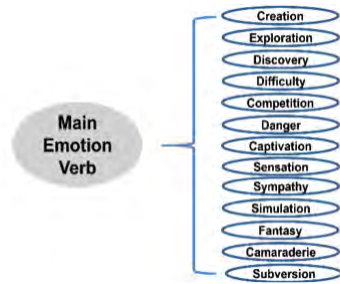 Main
Emotion
Verb
Creation
Exploration
Discovery
Difficulty
Competition
Danger
Captivation
Sensation
Sympathy
Simulation
Fantasy
Camaraderie
Subversion